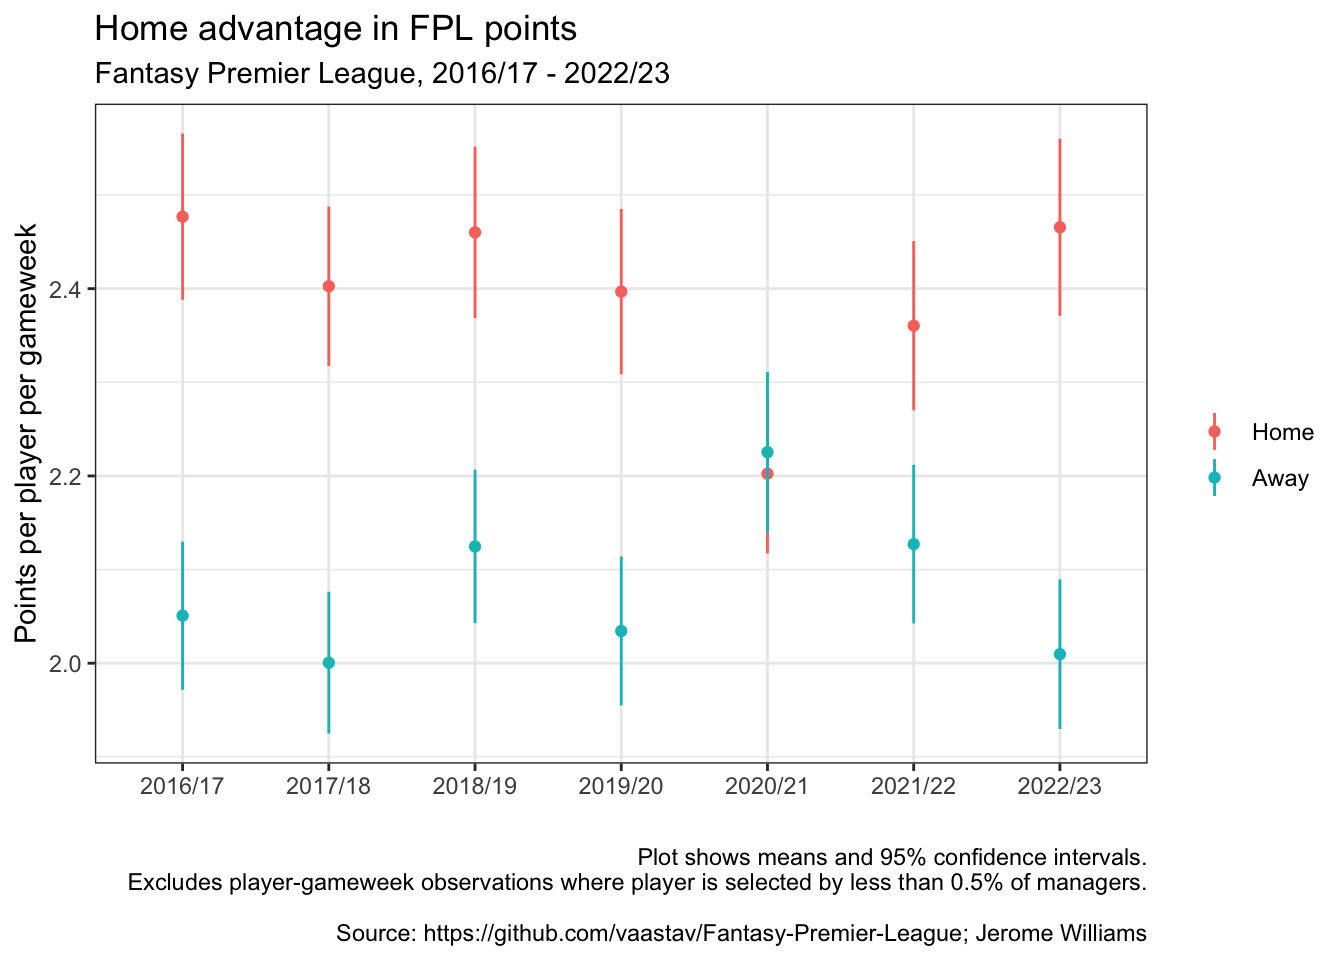 Home advantage in FPL points
Fantasy Premier League, 2016/17 - 2022/23
Points per player per gameweek
2.4
2.2
2.0
2016/17 2017/18 2018/19 2019/20 2020/21 2021/22 2022/23
Home
Away
Plot shows means and 95% confidence intervals.
Excludes player-gameweek observations where player is selected by less than 0.5% of managers.
Source: https://github.com/vaastav/Fantasy-Premier-League; Jerome Williams